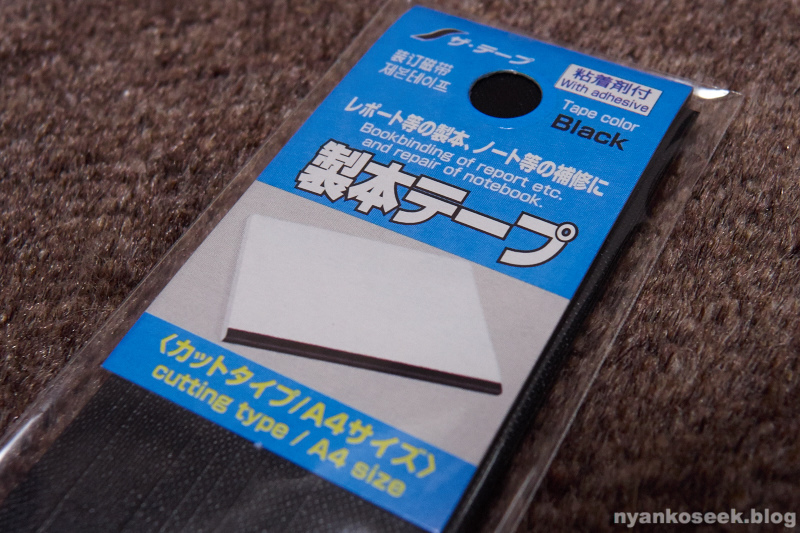 ザ・テープ
装订磁帯
제본테이프
粘着剤付
With adhesive
Tape color
Black
レポート等の製本、ノート等の補修に
Bookbinding of report etc.
and repair of notebook.
製本テープ
〈カットタイプ/A4サイズ〉
cutting type / A4 size
nyankoseek.blog